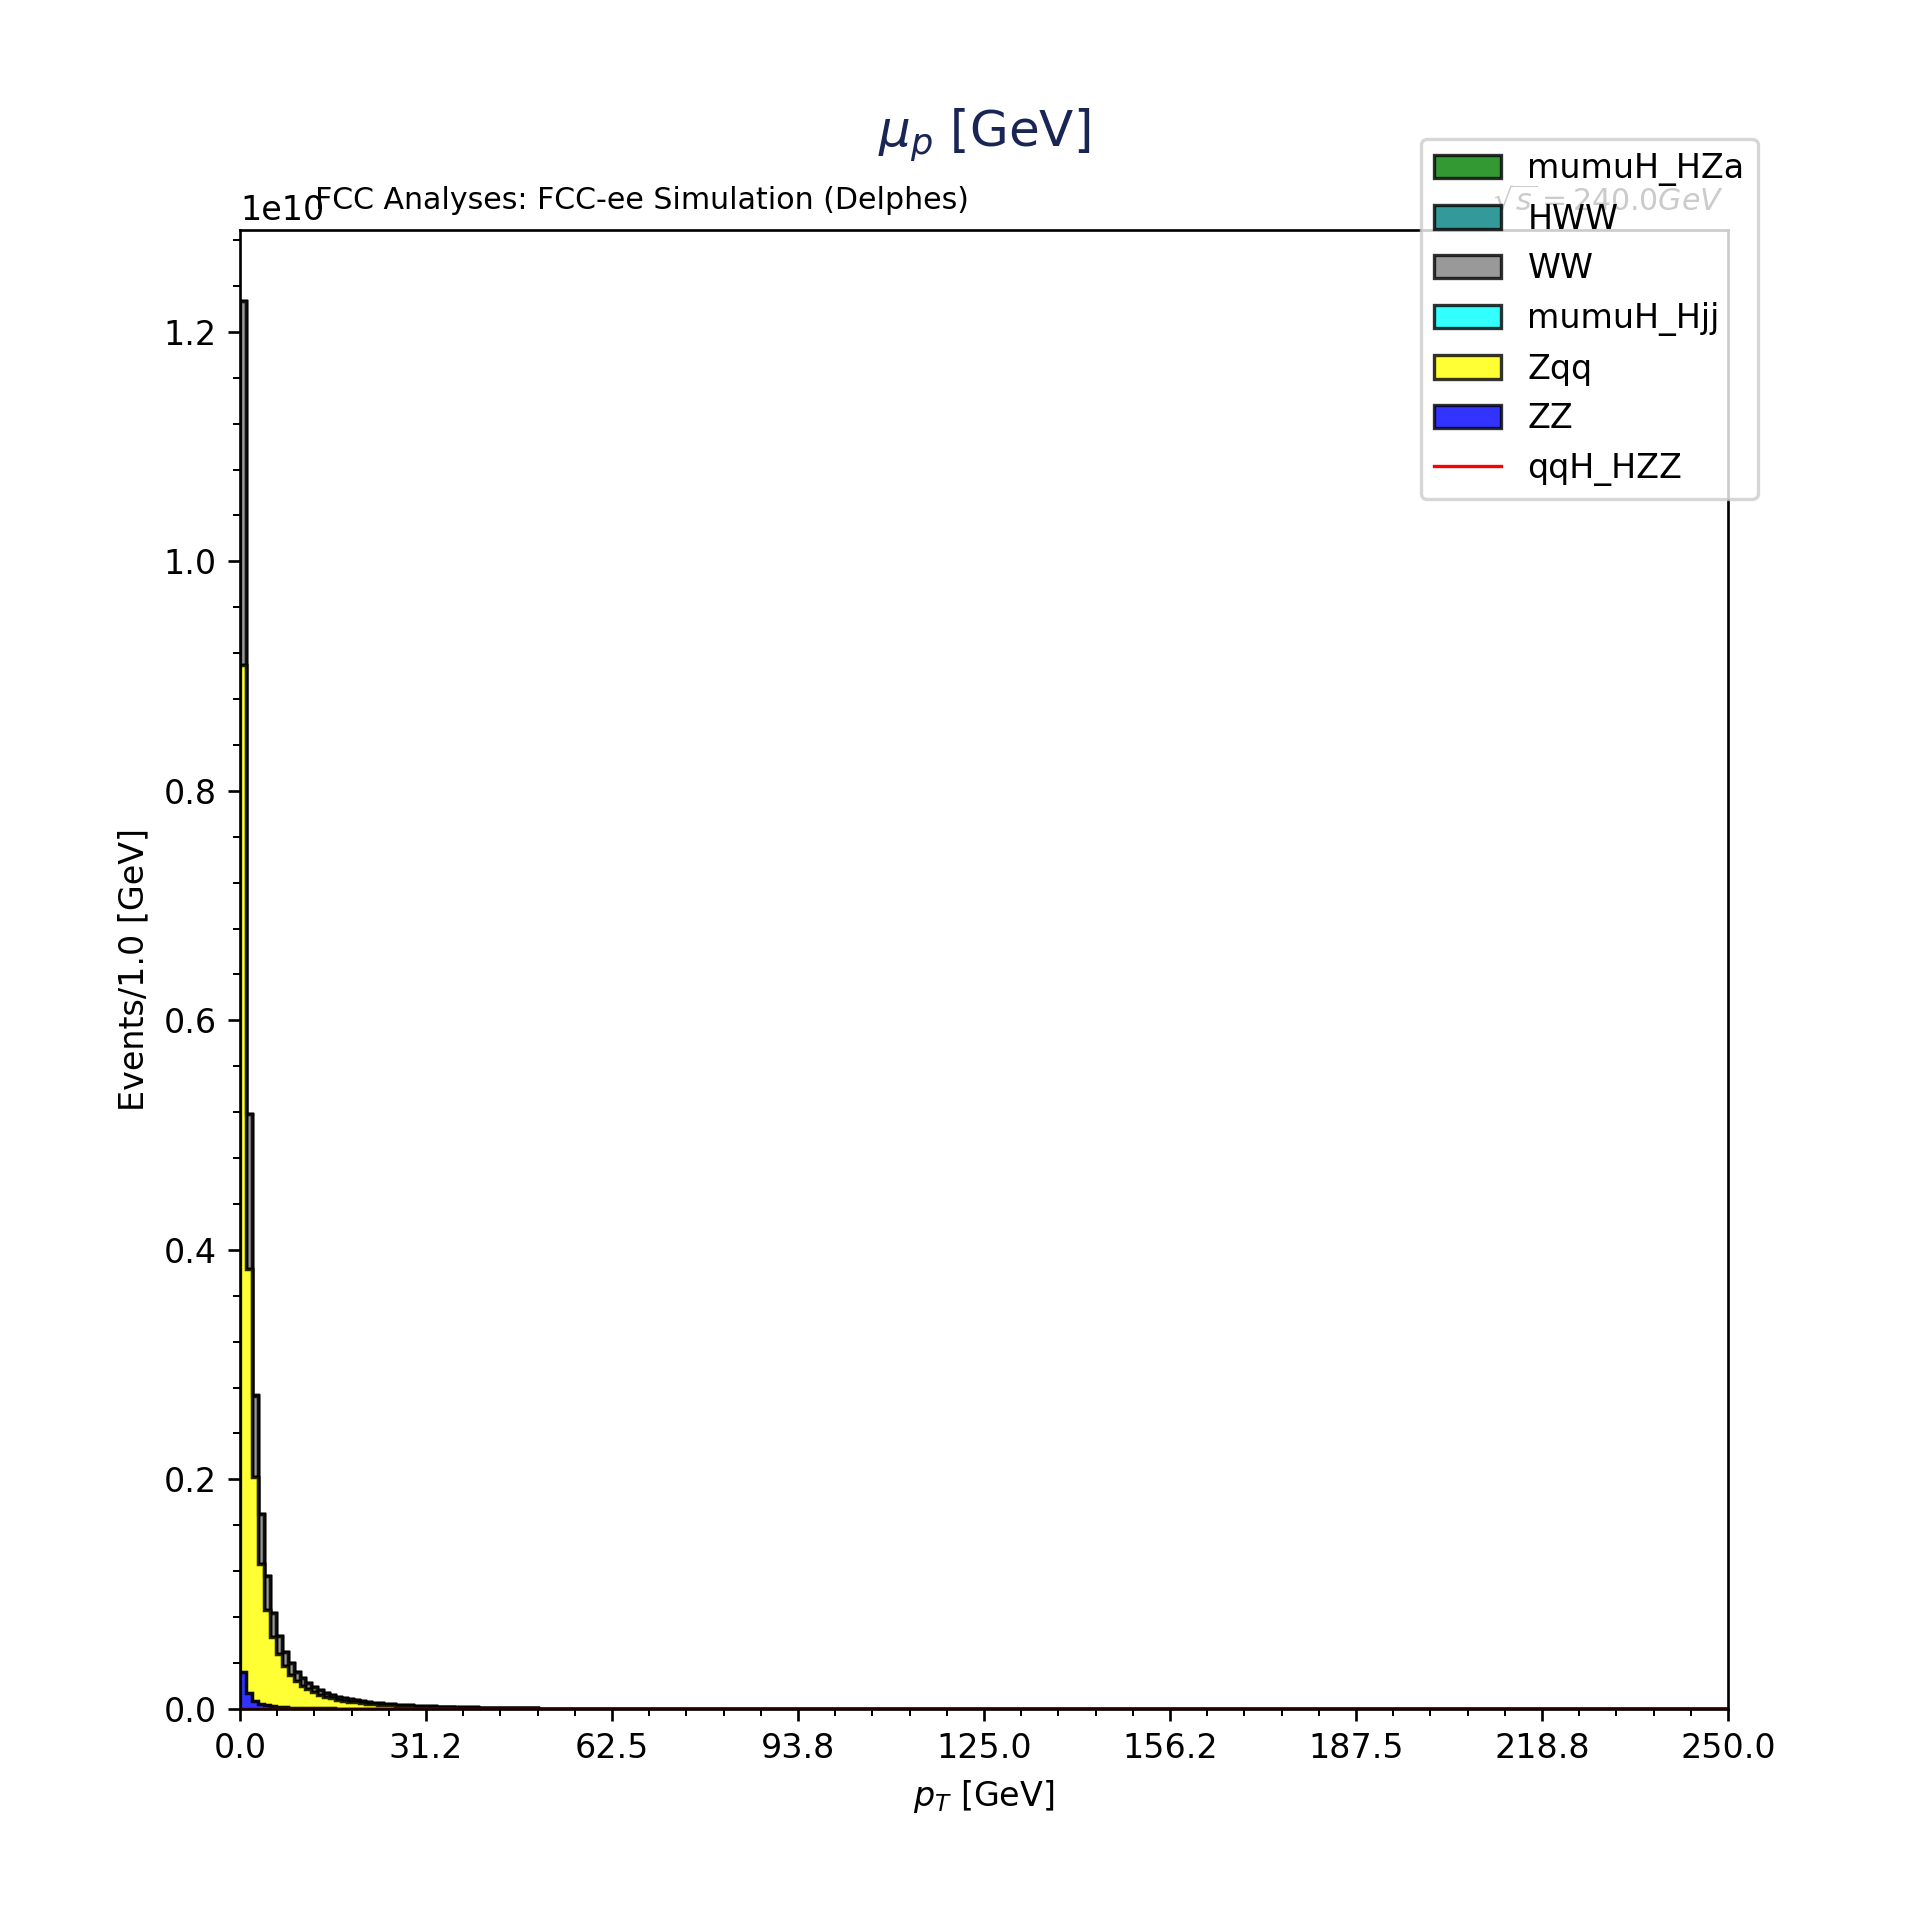 μp [GeV]
1e10
FCC Analyses: FCC-ee Simulation (Delphes)
√s = 240.0GeV
mumuH_HZa
HWW
WW
mumuH_Hjj
Zqq
ZZ
qqH_HZZ
1.2
1.0
0.8
0.6
0.4
0.2
0.0
Events/1.0 [GeV]
0.0 31.2 62.5 93.8 125.0 156.2 187.5 218.8 250.0
pT [GeV]